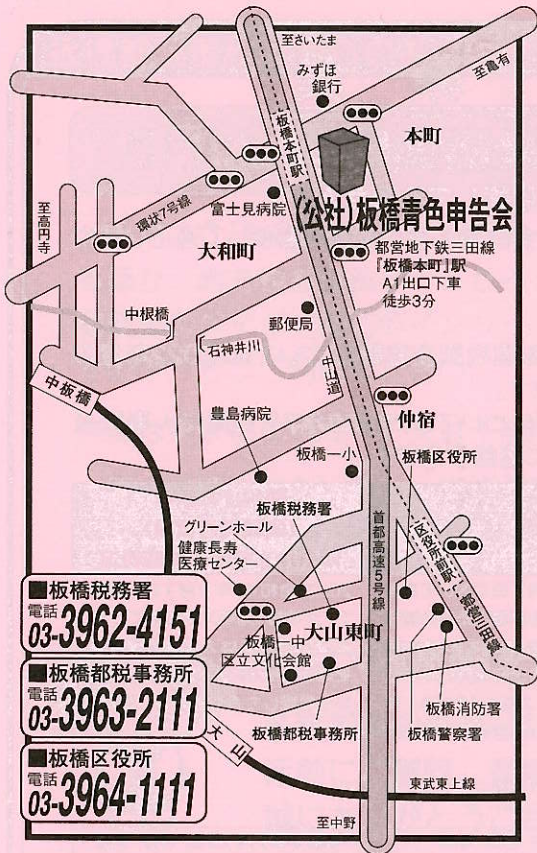 至さいたま
みずほ
銀行
至亀有
本町
板橋本町駅
(公社)板橋青色申告会
富士見病院
環状7号線
至高円寺
大和町
都営地下鉄三田線
『板橋本町』駅
A1出口下車
徒歩3分
中根橋
郵便局
石神井川
中山道
中板橋
仲宿
豊島病院
板橋一小
板橋区役所
板橋税務署
グリーンホール
健康長寿
医療センター
首都高速5号線
区役所前駅
都営三田線
■板橋税務署
電話
03-3962-4151
板橋一中
大山東町
区立文化会館
■板橋都税事務所
電話
03-3963-2111
大山
板橋都税事務所
板橋消防署
板橋警察署
■板橋区役所
電話
03-3964-1111
東武東上線
至中野